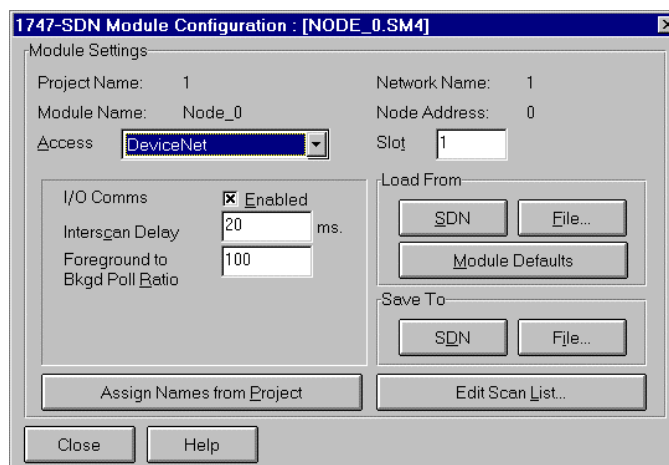 1747-SDN Module Configuration : [NODE_0.SM4]
Module Settings
Project Name: 1
Network Name: 1
Module Name: Node_0
Node Address: 0
Access DeviceNet
Slot 1
I/O Comms Enabled
Interscan Delay 20 ms.
Foreground to
Bkgd Poll Ratio 100
Load From
SDN File...
Module Defaults
Save To
SDN File...
Assign Names from Project
Edit Scan List...
Close Help